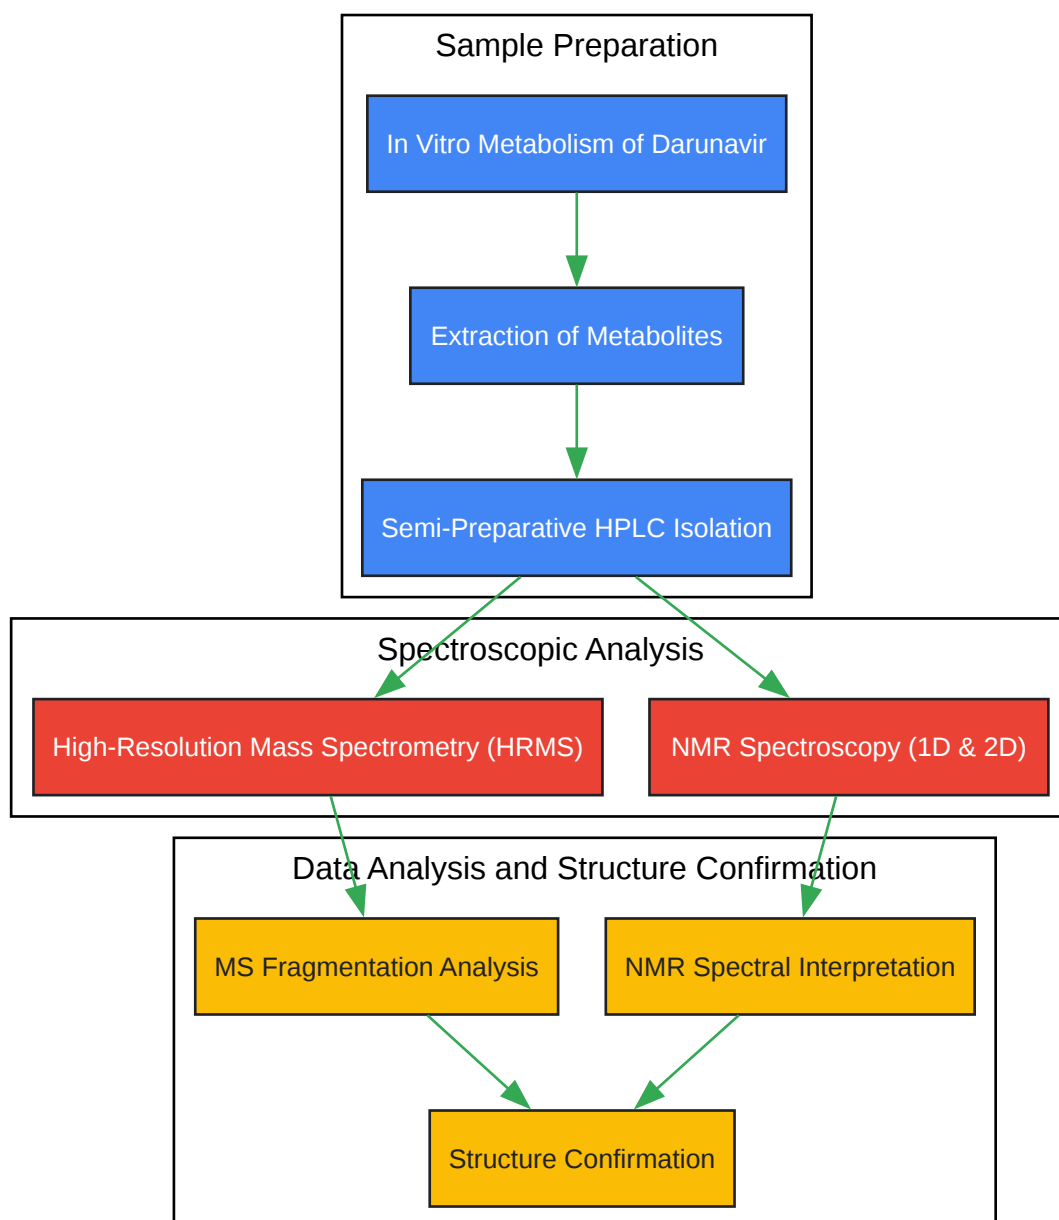 Sample Preparation
In Vitro Metabolism of Darunavir
Extraction of Metabolites
Semi-Preparative HPLC Isolation
Spectroscopic Analysis
High-Resolution Mass Spectrometry (HRMS)
NMR Spectroscopy (1D & 2D)
Data Analysis and Structure Confirmation
MS Fragmentation Analysis
NMR Spectral Interpretation
Structure Confirmation